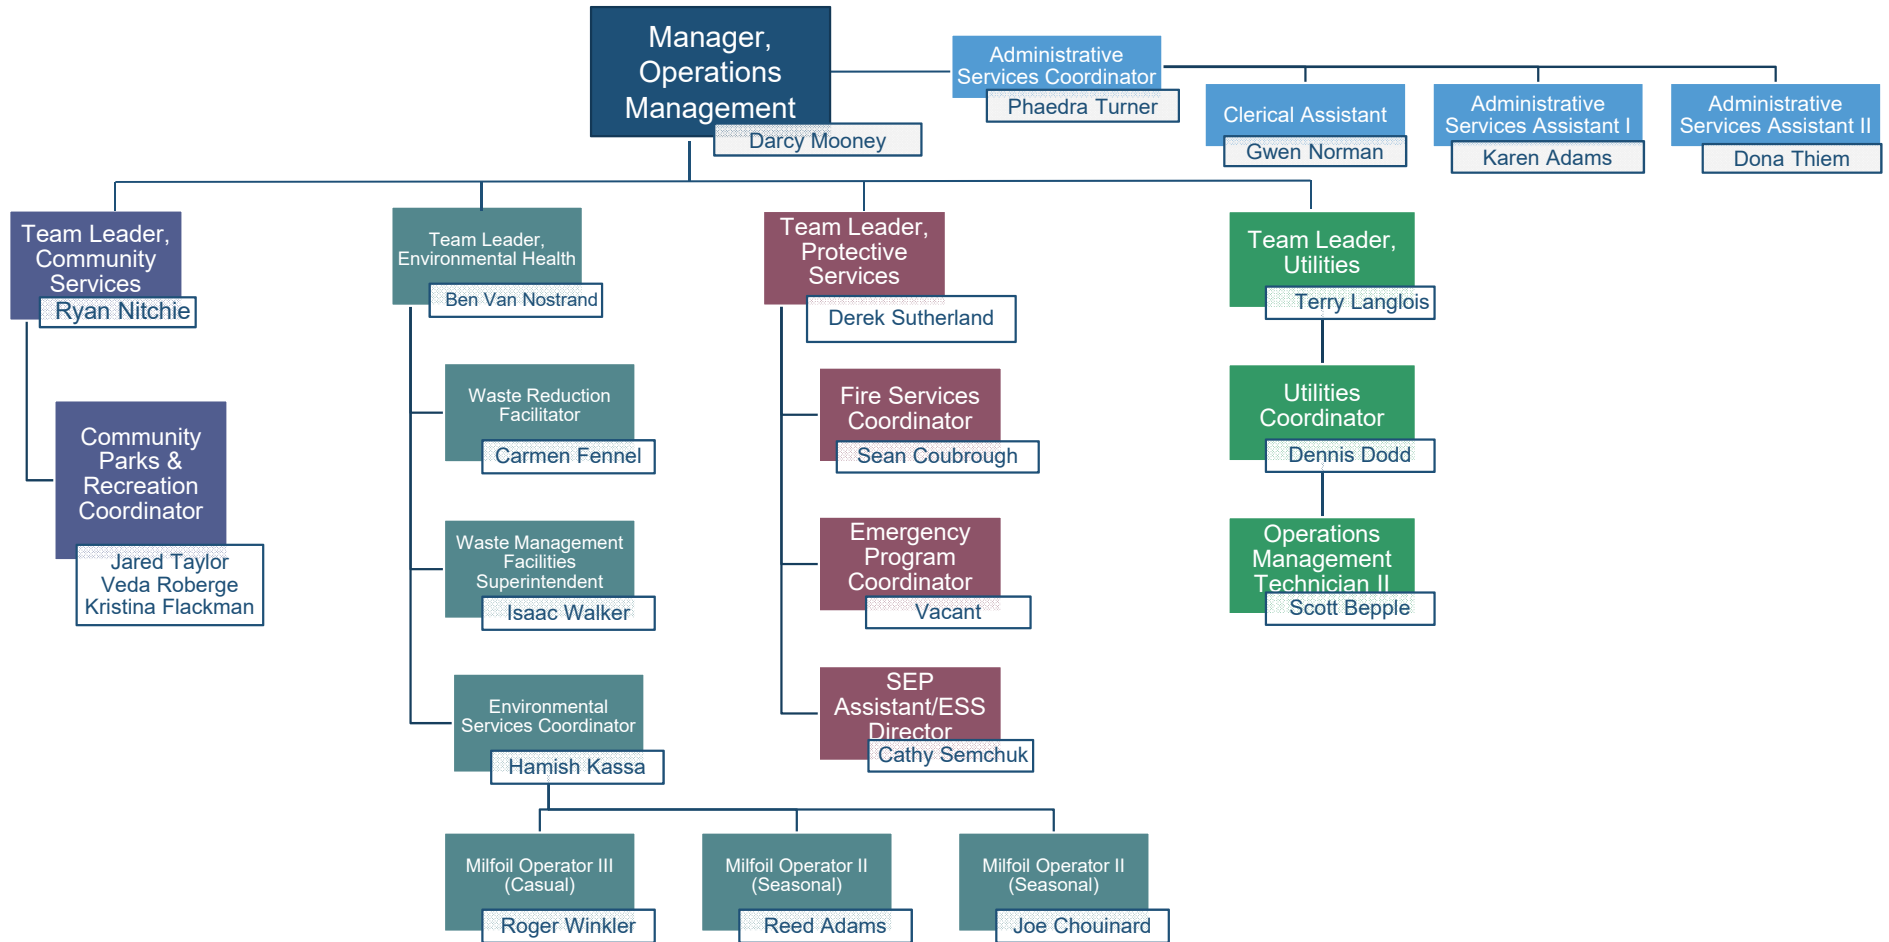 Manager,
Operations
Management
Darcy Mooney
Administrative
Services Coordinator
Phaedra Turner
Clerical Assistant
Gwen Norman
Administrative
Services Assistant I
Karen Adams
Administrative
Services Assistant II
Dona Thiem
Team Leader,
Community
Services
Ryan Nitchie
Community
Parks &
Recreation
Coordinator
Jared Taylor
Veda Roberge
Kristina Flackman
Team Leader,
Environmental Health
Ben Van Nostrand
Waste Reduction
Facilitator
Carmen Fennel
Waste Management
Facilities
Superintendent
Isaac Walker
Environmental
Services Coordinator
Hamish Kassa
Milfoil Operator III
(Casual)
Roger Winkler
Milfoil Operator II
(Seasonal)
Reed Adams
Milfoil Operator II
(Seasonal)
Joe Chouinard
Team Leader,
Protective
Services
Derek Sutherland
Fire Services
Coordinator
Sean Coubrough
Emergency
Program
Coordinator
Vacant
SEP
Assistant/ESS
Director
Cathy Semchuk
Team Leader,
Utilities
Terry Langlois
Utilities
Coordinator
Dennis Dodd
Operations
Management
Technician II
Scott Bepple